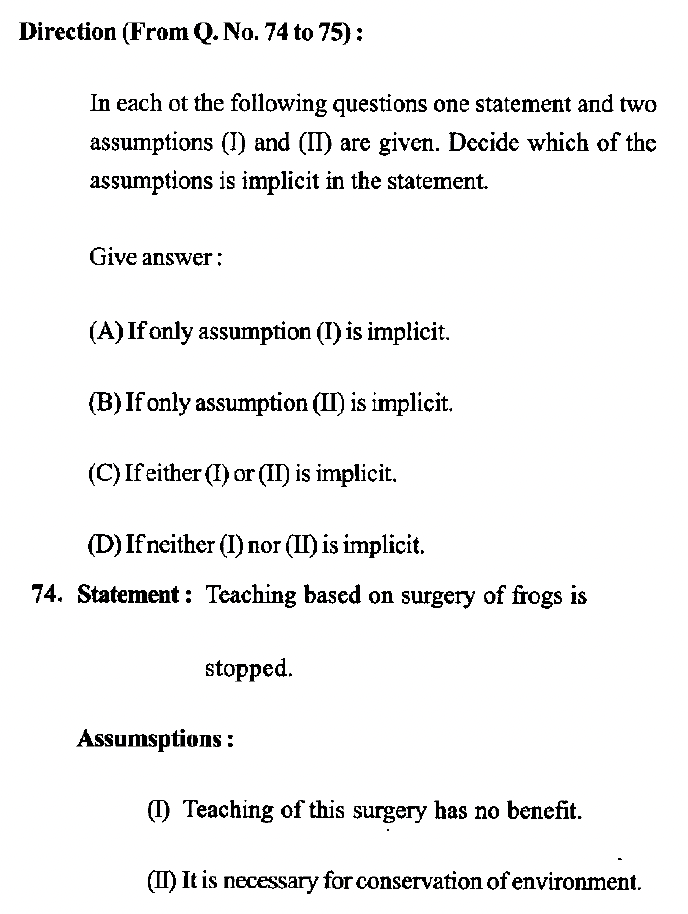 Direction (From Q. No. 74 to 75) :
In each ot the following questions one statement and two
assumptions (I) and (II) are given. Decide which of the
assumptions is implicit in the statement.
Give answer :
(A) If only assumption (I) is implicit.
(B) If only assumption (II) is implicit.
(C) If either (I) or (II) is implicit.
(D) If neither (I) nor (II) is implicit.
74. Statement : Teaching based on surgery of frogs is
stopped.
Assumsptions :
(I) Teaching of this surgery has no benefit.
(II) It is necessary for conservation of environment.